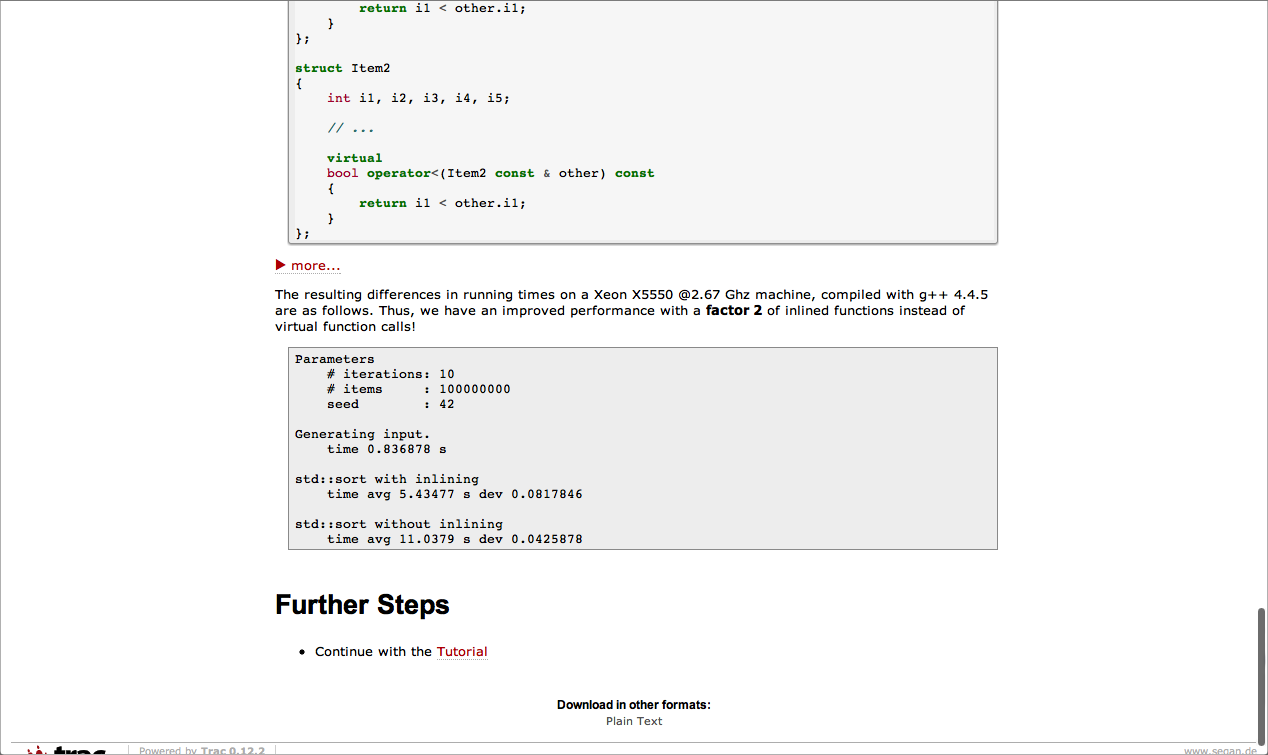 return i1 < other.i1;
    }
};
struct Item2
{
    int i1, i2, i3, i4, i5;
    // ...
    virtual
    bool operator<(Item2 const & other) const
    {
        return i1 < other.i1;
    }
};
▶ more...
The resulting differences in running times on a Xeon X5550 @2.67 Ghz machine, compiled with g++ 4.4.5
are as follows. Thus, we have an improved performance with a factor 2 of inlined functions instead of
virtual function calls!
Parameters
    # iterations: 10
    # items     : 100000000
    seed        : 42
Generating input.
    time 0.836878 s
std::sort with inlining
    time avg 5.43477 s dev 0.0817846
std::sort without inlining
    time avg 11.0379 s dev 0.0425878
Further Steps
• Continue with the Tutorial
Download in other formats:
Plain Text
trac Powered by Trac 0.12.2 www.seqan.de